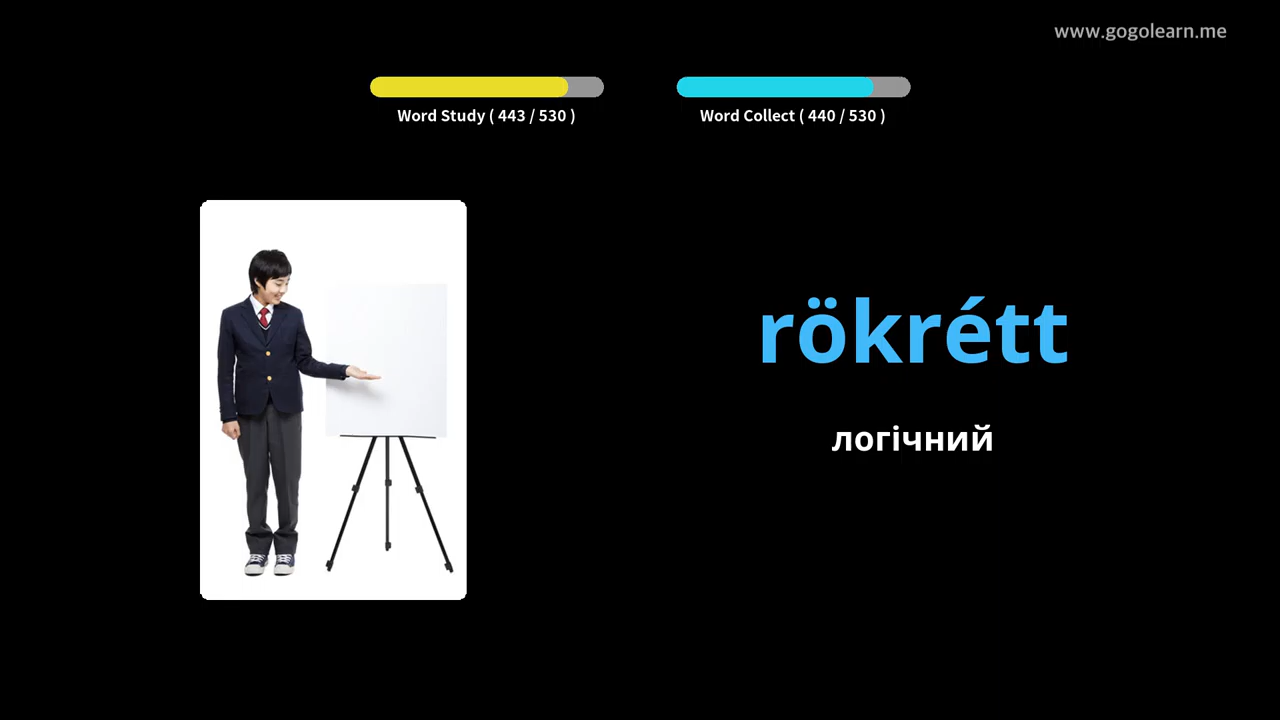 www.gogolearn.me
Word Study ( 443 / 530 )
Word Collect ( 440 / 530 )
rökrétt
логічний